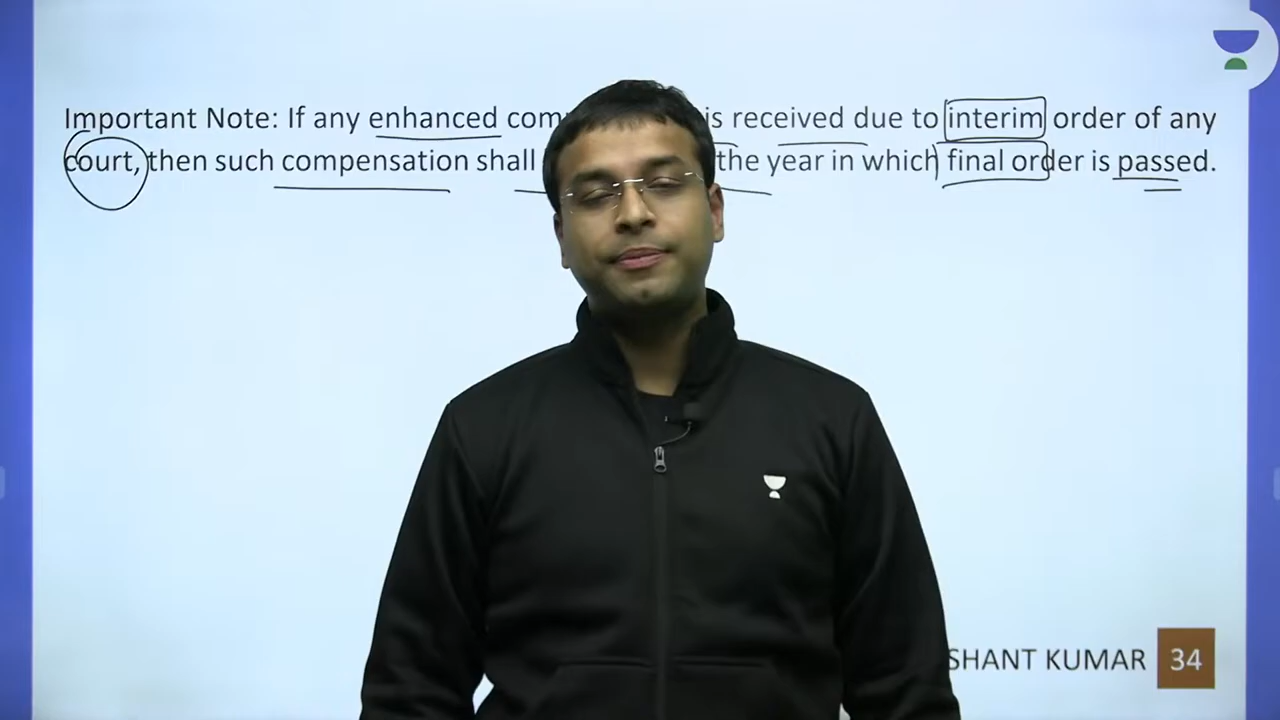 Important Note: If any enhanced is received due to interim order of any
court, then such compensation shall the year in which final order is passed.
SHANT KUMAR 34